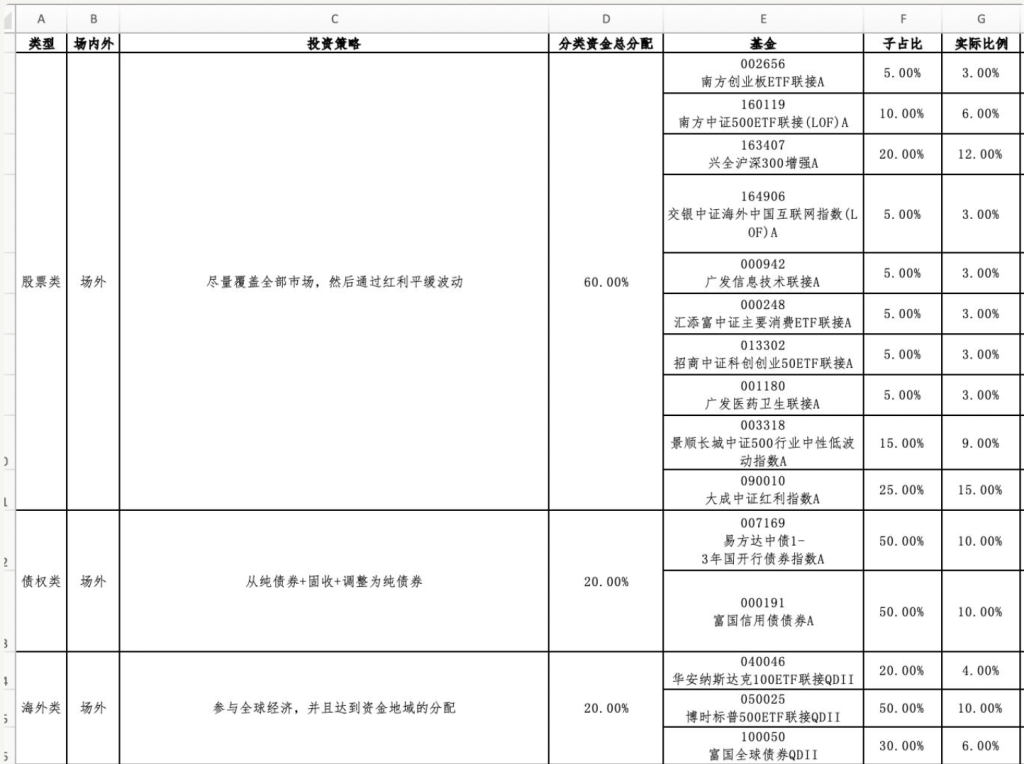 A B C D E F G
类型 场内外 投资策略 分类资金总分配 基金 子占比 实际比例
股票类 场外 尽量覆盖全部市场，然后通过红利平缓波动 60.00%
002656
南方创业板ETF联接A
5.00% 3.00%
160119
南方中证500ETF联接(LOF)A
10.00% 6.00%
163407
兴全沪深300增强A
20.00% 12.00%
164906
交银中证海外中国互联网指数(L
OF)A
5.00% 3.00%
000942
广发信息技术联接A
5.00% 3.00%
000248
汇添富中证主要消费ETF联接A
5.00% 3.00%
013302
招商中证科创创业50ETF联接A
5.00% 3.00%
001180
广发医药卫生联接A
5.00% 3.00%
003318
景顺长城中证500行业中性低波
动指数A
15.00% 9.00%
090010
大成中证红利指数A
25.00% 15.00%
债权类 场外 从纯债券+固收+调整为纯债券 20.00%
007169
易方达中债1-
3年国开行债券指数A
50.00% 10.00%
000191
富国信用债债券A
50.00% 10.00%
海外类 场外 参与全球经济，并且达到资金地域的分配 20.00%
040046
华安纳斯达克100ETF联接QDII
20.00% 4.00%
050025
博时标普500ETF联接QDII
50.00% 10.00%
100050
富国全球债券QDII
30.00% 6.00%